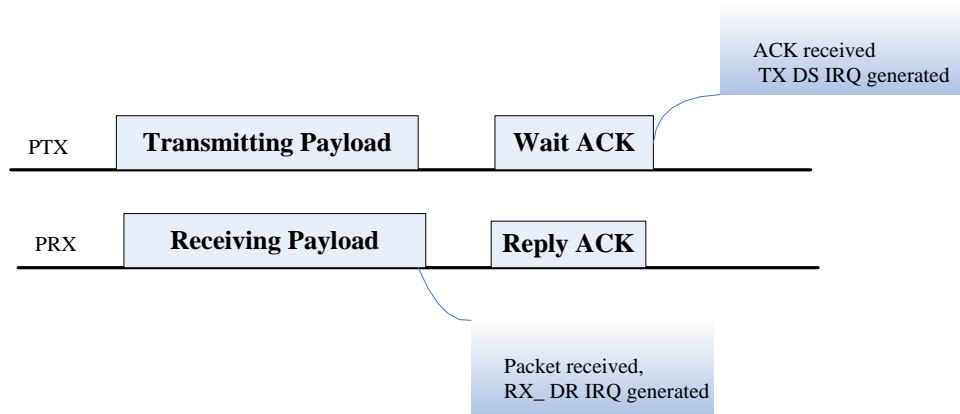 ACK received
TX DS IRQ generated
PTX
Transmitting Payload
Wait ACK
PRX
Receiving Payload
Reply ACK
Packet received,
RX_ DR IRQ generated